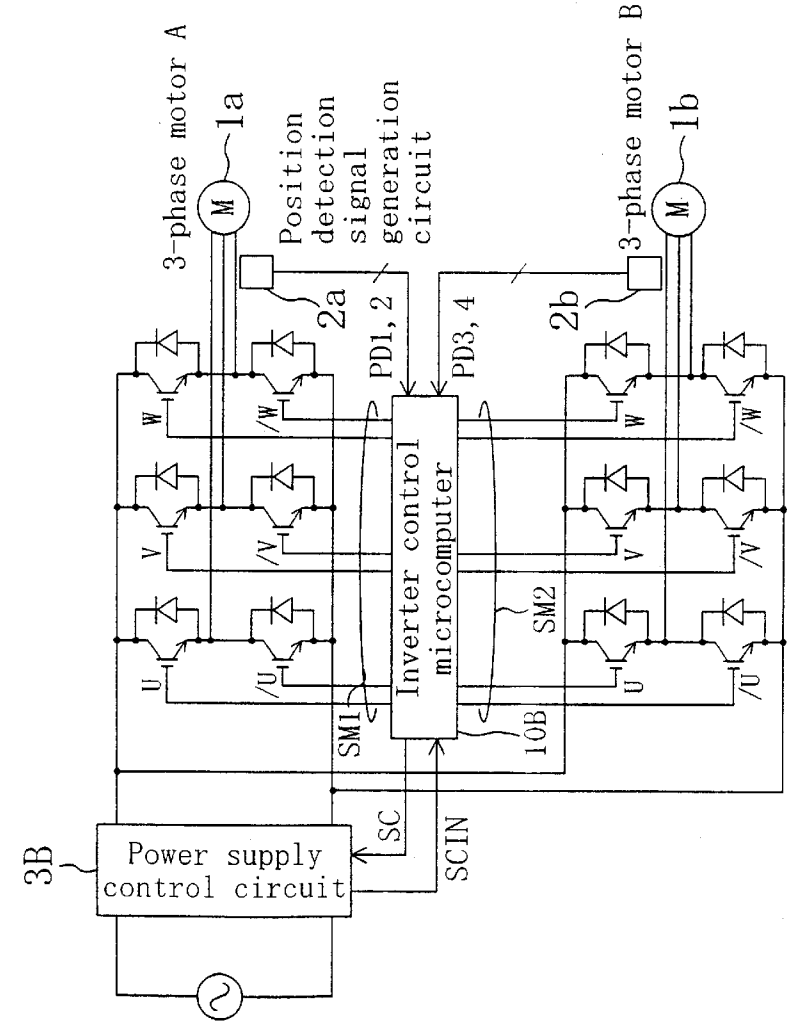 3-phase motor A
1a
M
Position
detection
signal
generation
circuit
2a
PD1, 2
W
/W
V
/V
U
/U
SM1
Inverter control
microcomputer
10B
SM2
PD3, 4
2b
3-phase motor B
1b
M
W
/W
V
/V
U
/U
3B
Power supply
control circuit
SC
SCIN